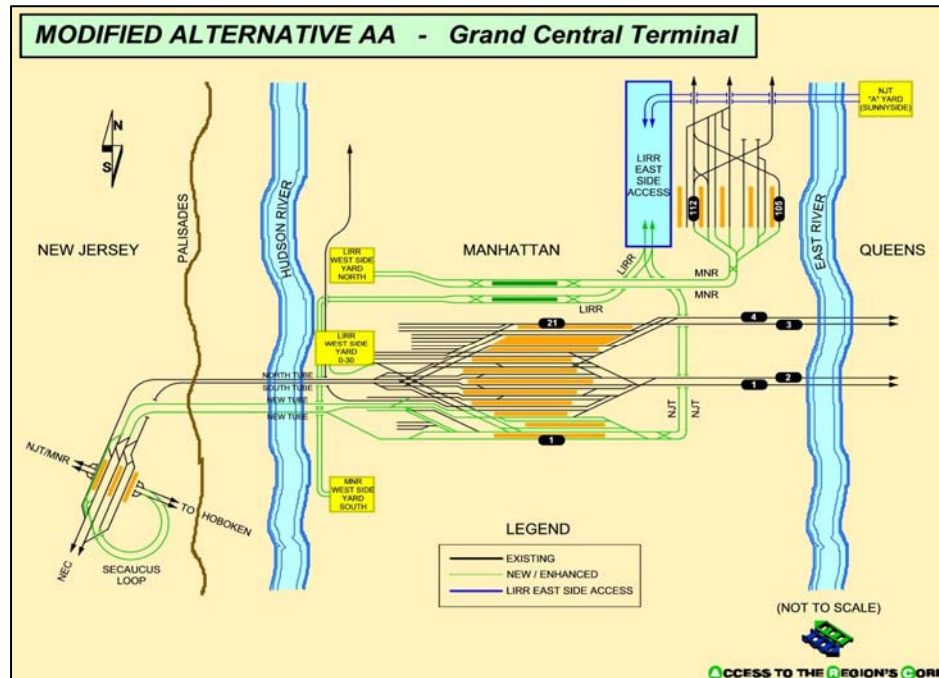 MODIFIED ALTERNATIVE AA - Grand Central Terminal
N
S
NEW JERSEY
PALISADES
HUDSON RIVER
MANHATTAN
EAST RIVER
QUEENS
NJT
"A" YARD
(SUNNYSIDE)
LIRR
EAST SIDE
ACCESS
112
105
LIRR
WEST SIDE
YARD
NORTH
LIRR
MNR
MNR
LIRR
LIRR
WEST SIDE
YARD
0-30
21
4
3
NORTH TUBE
SOUTH TUBE
2
1
NEW TUBE
NEW TUBE
NJT
NJT
1
NJT/MNR
MNR
WEST SIDE
YARD
SOUTH
TO HOBOKEN
NEC
SECAUCUS
LOOP
LEGEND
EXISTING
NEW / ENHANCED
LIRR EAST SIDE ACCESS
(NOT TO SCALE)
ACCESS TO THE REGION'S COR